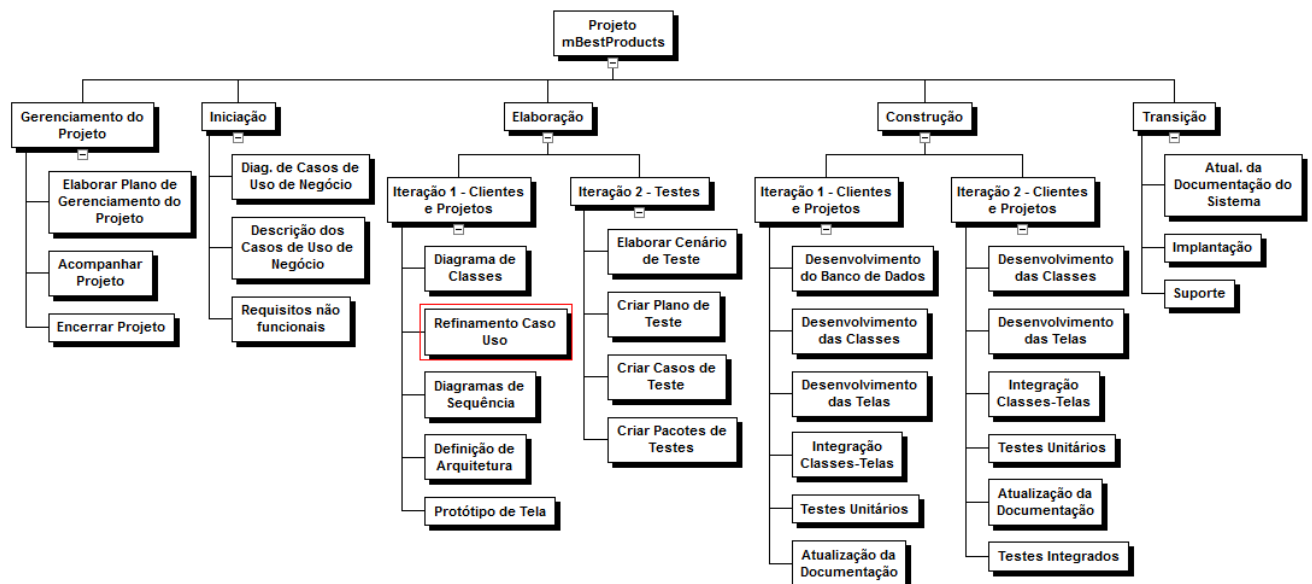 Projeto
mBestProducts
Gerenciamento do
Projeto
Elaborar Plano de
Gerenciamento do
Projeto
Acompanhar
Projeto
Encerrar Projeto
Iniciação
Diag. de Casos de
Uso de Negócio
Descrição dos
Casos de Uso de
Negócio
Requisitos não
funcionais
Elaboração
Iteração 1 - Clientes
e Projetos
Diagrama de
Classes
Refinamento Caso
Uso
Diagramas de
Sequência
Definição de
Arquitetura
Protótipo de Tela
Iteração 2 - Testes
Elaborar Cenário
de Teste
Criar Plano de
Teste
Criar Casos de
Teste
Criar Pacotes de
Testes
Construção
Iteração 1 - Clientes
e Projetos
Desenvolvimento
do Banco de Dados
Desenvolvimento
das Classes
Desenvolvimento
das Telas
Integração
Classes-Telas
Testes Unitários
Atualização da
Documentação
Iteração 2 - Clientes
e Projetos
Desenvolvimento
das Classes
Desenvolvimento
das Telas
Integração
Classes-Telas
Testes Unitários
Atualização da
Documentação
Testes Integrados
Transição
Atual. da
Documentação do
Sistema
Implantação
Suporte